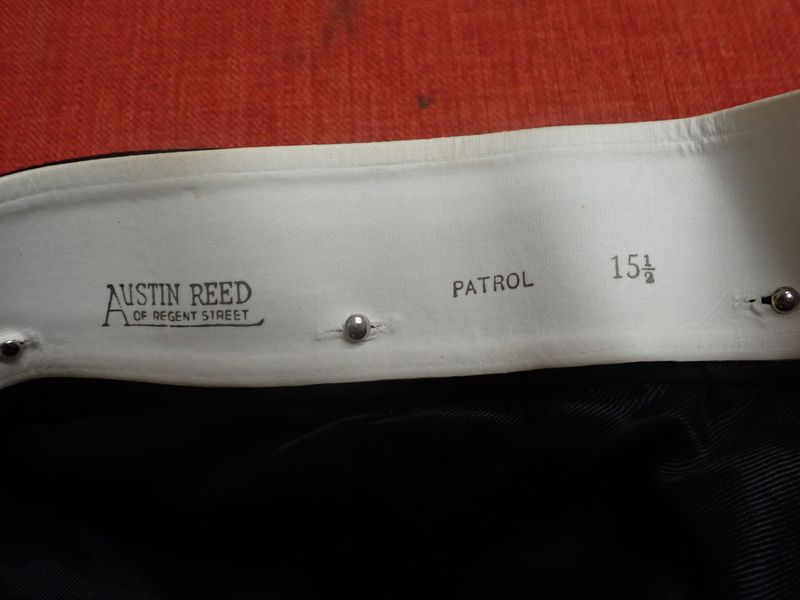 AUSTIN REED
OF REGENT STREET
PATROL
15½